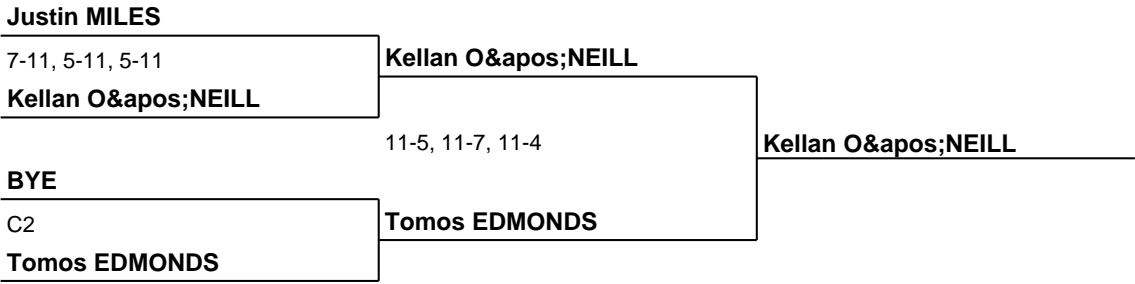 Justin MILES
7-11, 5-11, 5-11
Kellan O&apos;NEILL
Kellan O&apos;NEILL
11-5, 11-7, 11-4
Kellan O&apos;NEILL
BYE
C2
Tomos EDMONDS
Tomos EDMONDS